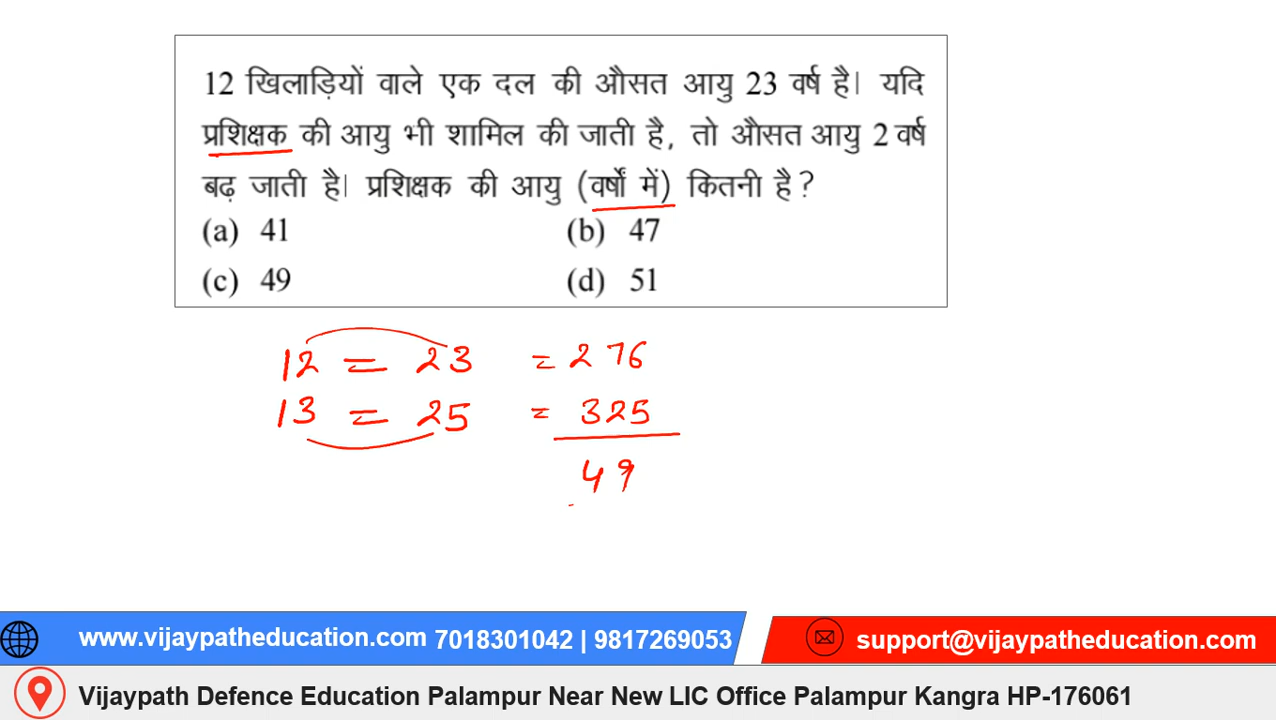 12 खिलाड़ियों वाले एक दल की औसत आयु 23 वर्ष है। यदि
प्रशिक्षक की आयु भी शामिल की जाती है, तो औसत आयु 2 वर्ष
बढ़ जाती है। प्रशिक्षक की आयु (वर्षों में) कितनी है?
(a) 41 (b) 47
(c) 49 (d) 51
12 = 23 = 276
13 = 25 = 325
49
www.vijaypatheducation.com 7018301042 | 9817269053 support@vijaypatheducation.com
Vijaypath Defence Education Palampur Near New LIC Office Palampur Kangra HP-176061